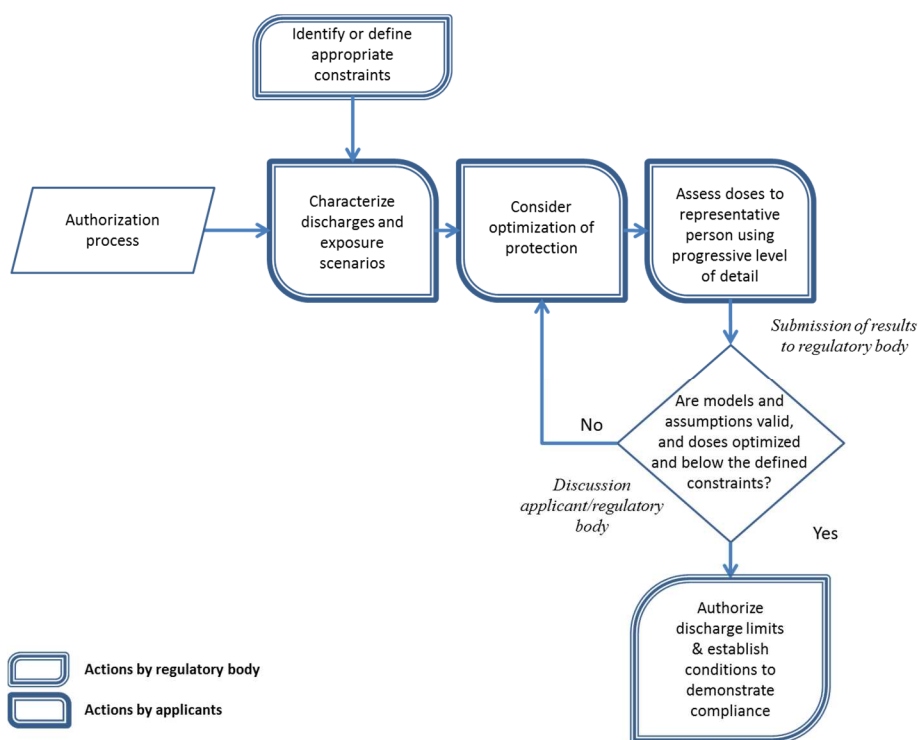 Identify or define
appropriate
constraints
Authorization
process
Characterize
discharges and
exposure
scenarios
Consider
optimization of
protection
Assess doses to
representative
person using
progressive level
of detail
Submission of results
to regulatory body
Are models and
assumptions valid,
and doses optimized
and below the defined
constraints?
No
Discussion
applicant/regulatory
body
Yes
Authorize
discharge limits
& establish
conditions to
demonstrate
compliance
Actions by regulatory body
Actions by applicants